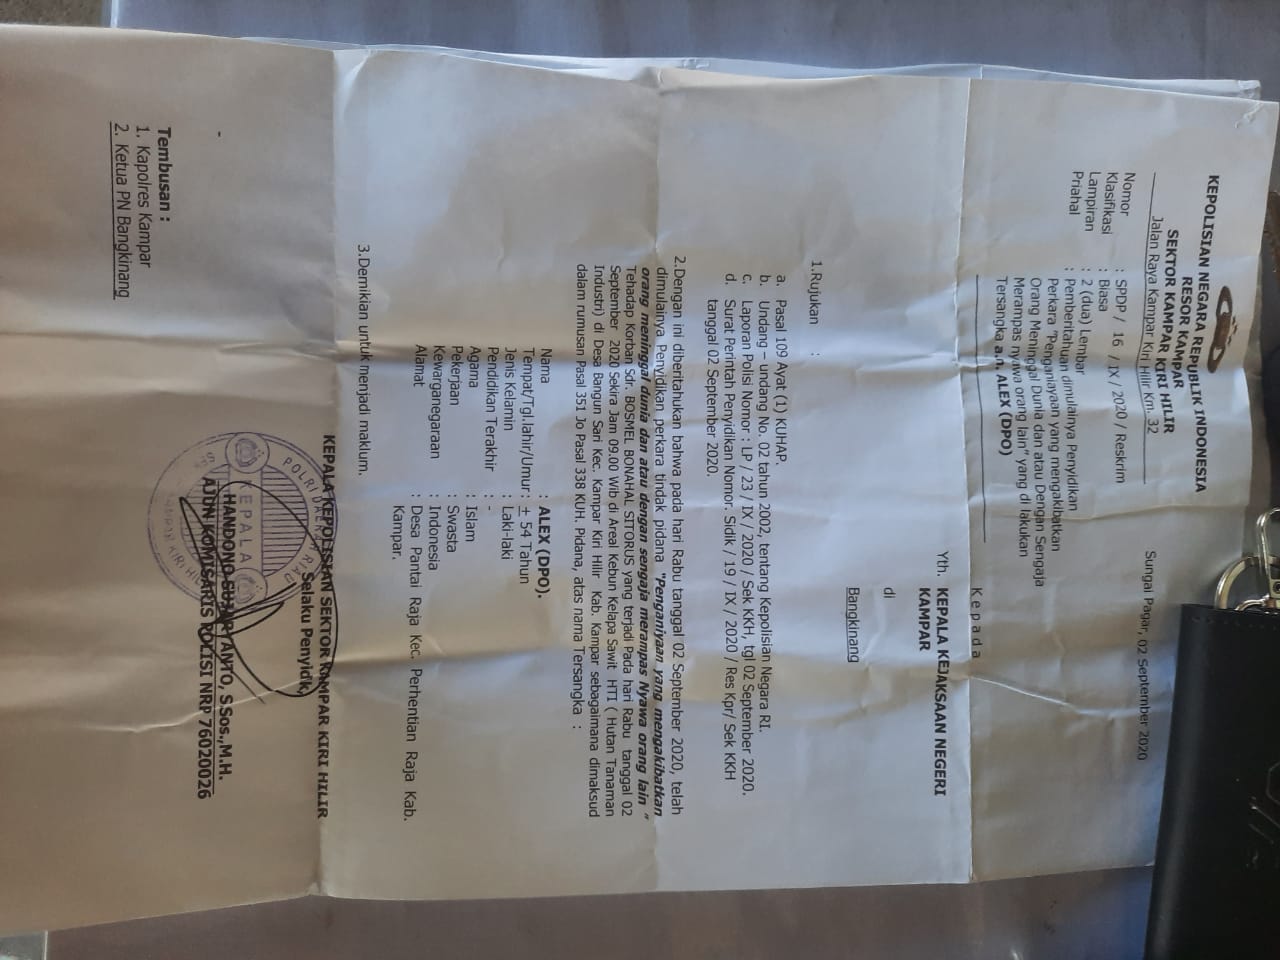 KEPOLISIAN NEGARA REPUBLIK INDONESIA
RESOR KAMPAR
SEKTOR KAMPAR KIRI HILIR
Jalan Raya Kampar Kiri Hilir Km. 32
Sungai Pagar, 02 September 2020
Nomor : SPDP / 16 / IX / 2020 / Reskrim
Klasifikasi : Biasa
Lampiran : 2 (dua) Lembar
Prihal : Pemberitahuan dimulainya Penyidikan
Perkara "Penganiayaan yang mengakibatkan
Orang Meninggal Dunia dan atau Dengan Sengaja
Merampas nyawa orang lain" yang di lakukan
Tersangka a.n. ALEX (DPO)
Kepada
Yth. KEPALA KEJAKSAAN NEGERI
KAMPAR
di
Bangkinang
1.Rujukan :
a. Pasal 109 Ayat (1) KUHAP.
b. Undang – undang No. 02 tahun 2002, tentang Kepolisian Negara RI.
c. Laporan Polisi Nomor : LP / 23 / IX / 2020 / Sek KKH, tgl 02 September 2020.
d. Surat Perintah Penyidikan Nomor. Sidik / 19 / IX / 2020 / Res Kpr/ Sek KKH
tanggal 02 September 2020.
2.Dengan ini diberitahukan bahwa pada hari Rabu tanggal 02 September 2020, telah
dimulainya Penyidikan perkara tindak pidana "Penganiyaan yang mengakibatkan
orang meninggal dunia dan atau dengan sengaja merampas Nyawa orang lain "
Tehadap Korban Sdr. BOSMEL BONAHAL SITORUS yang terjadi Pada hari Rabu tanggal 02
September 2020 Sekira Jam 09.00 Wib di Areal Kebun Kelapa Sawit HTI ( Hutan Tanaman
Industri) di Desa Bangun Sari Kec. Kampar Kiri Hilir Kab. Kampar sebagaimana dimaksud
dalam rumusan Pasal 351 Jo Pasal 338 KUH. Pidana, atas nama Tersangka :
Nama : ALEX (DPO).
Tempat/Tgl.lahir/Umur : ± 54 Tahun
Jenis Kelamin : Laki-laki
Pendidikan Terakhir : -
Agama : Islam
Pekerjaan : Swasta
Kewarganegaraan : Indonesia
Alamat : Desa Pantai Raja Kec. Perhentian Raja Kab.
Kampar.
3.Demikian untuk menjadi maklum.
KEPALA KEPOLISIAN SEKTOR KAMPAR KIRI HILIR
Selaku Penyidik,
KEPALA
HANDONO SSos.,M.H.
AJUN KOMISARIS POLISI NRP 76020026
Tembusan :
1. Kapolres Kampar
2. Ketua PN Bangkinang